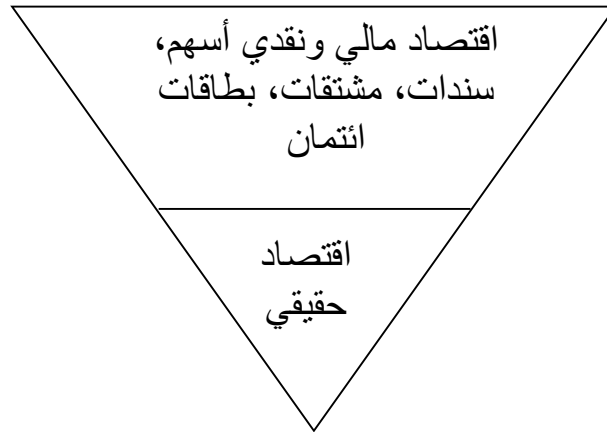 اقتصاد مالي ونقدي أسهم،
سندات، مشتقات، بطاقات
ائتمان
اقتصاد
حقيقي